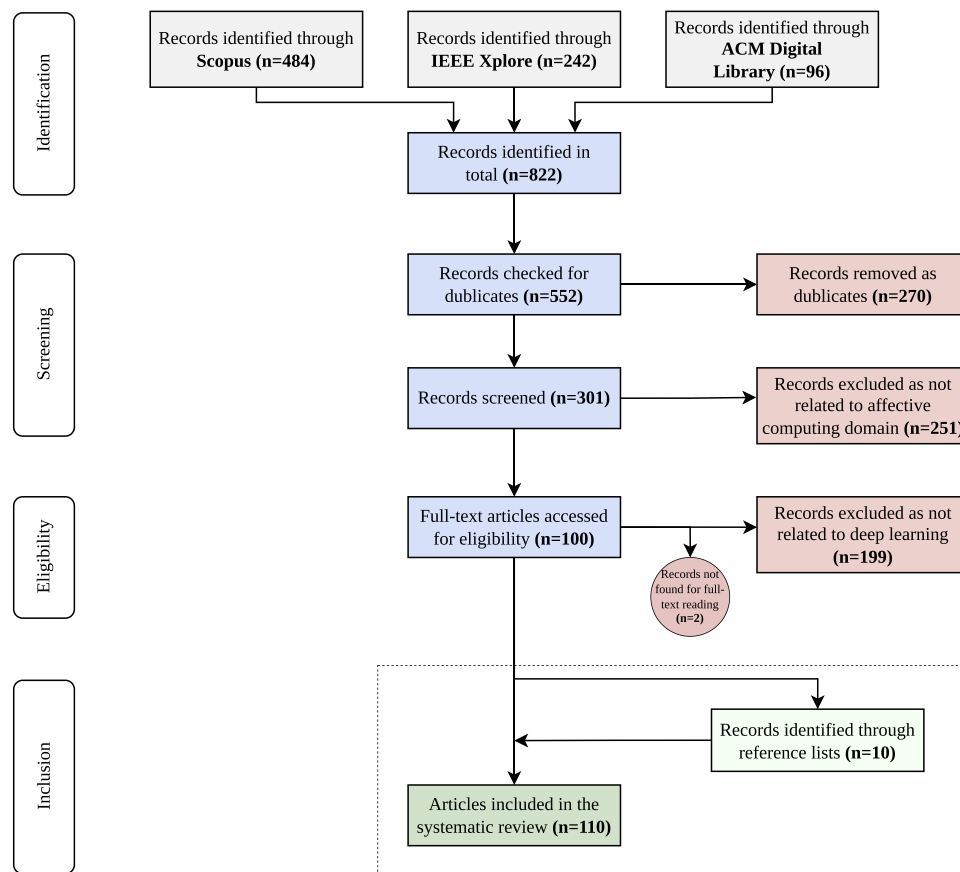 Identification
Records identified through
Scopus (n=484)
Records identified through
IEEE Xplore (n=242)
Records identified through
ACM Digital
Library (n=96)
Records identified in
total (n=822)
Screening
Records checked for
dublicates (n=552)
Records removed as
dublicates (n=270)
Records screened (n=301)
Records excluded as not
related to affective
computing domain (n=251)
Eligibility
Full-text articles accessed
for eligibility (n=100)
Records excluded as not
related to deep learning
(n=199)
Records not
found for full-
text reading
(n=2)
Inclusion
Records identified through
reference lists (n=10)
Articles included in the
systematic review (n=110)